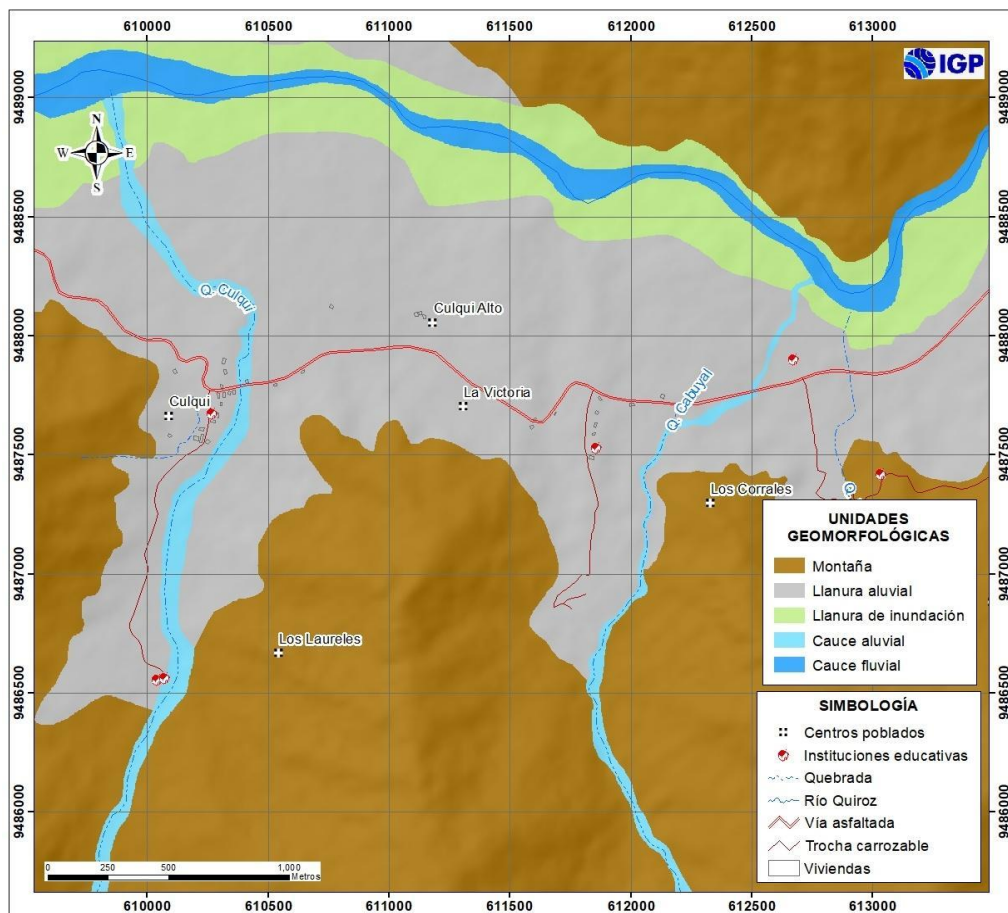 610000 610500 611000 611500 612000 612500 613000
IGP
9489000 9489000
N
W E
S
9488500 9488500
Q. Culqui
Culqui Alto
9488000 9488000
La Victoria
Culqui
Q. Cabuyal
9487500 9487500
Los Corrales
Q.
UNIDADES
GEOMORFOLÓGICAS
Montaña
Llanura aluvial
Llanura de inundación
Cauce aluvial
Cauce fluvial
9487000 9487000
Los Laureles
9486500 9486500
SIMBOLOGÍA
Centros poblados
Instituciones educativas
Quebrada
Río Quiroz
Vía asfaltada
Trocha carrozable
Viviendas
9486000 9486000
0 250 500 1,000
Metros
610000 610500 611000 611500 612000 612500 613000